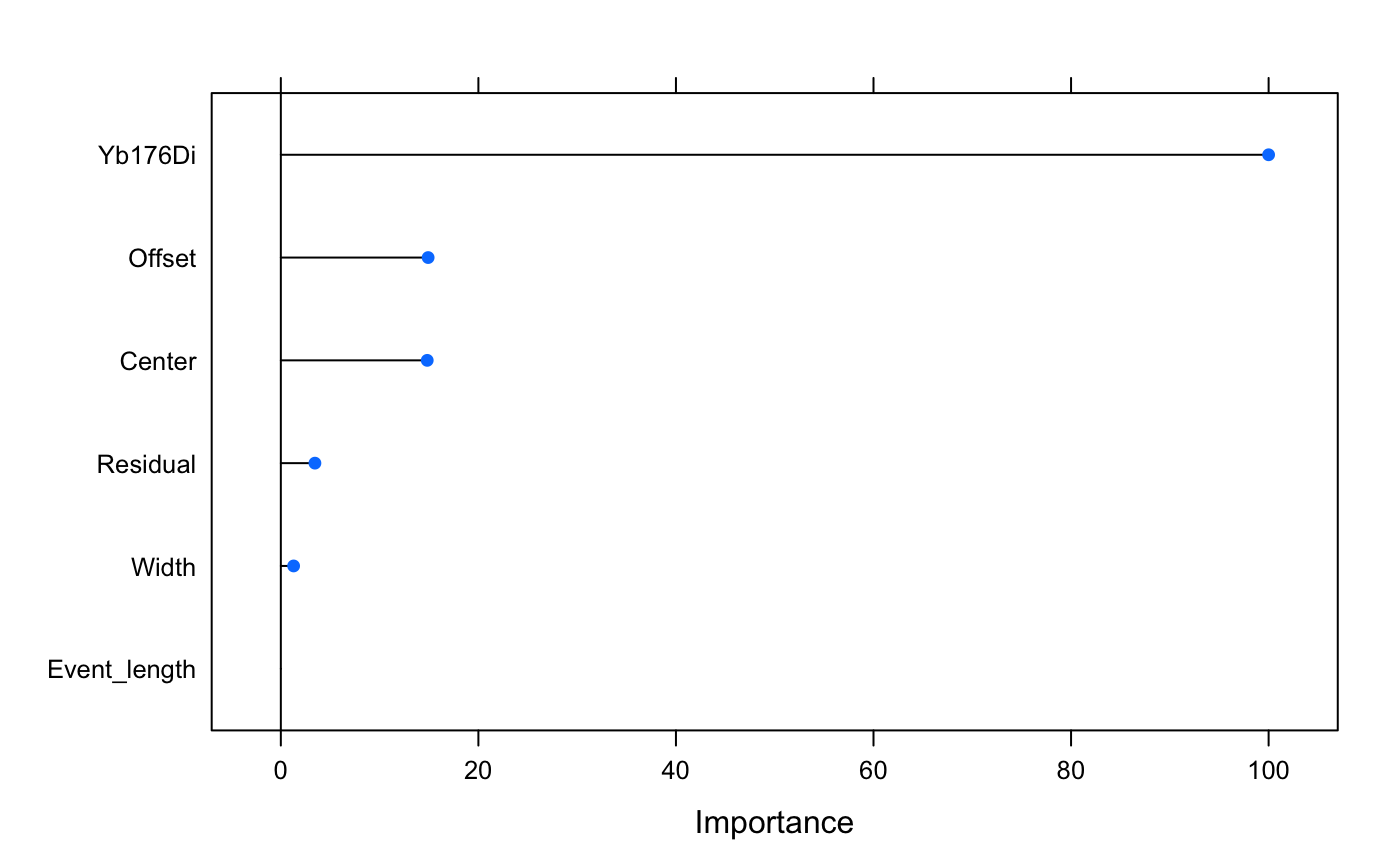 Yb176Di
Offset
Center
Residual
Width
Event_length
0 20 40 60 80 100
Importance